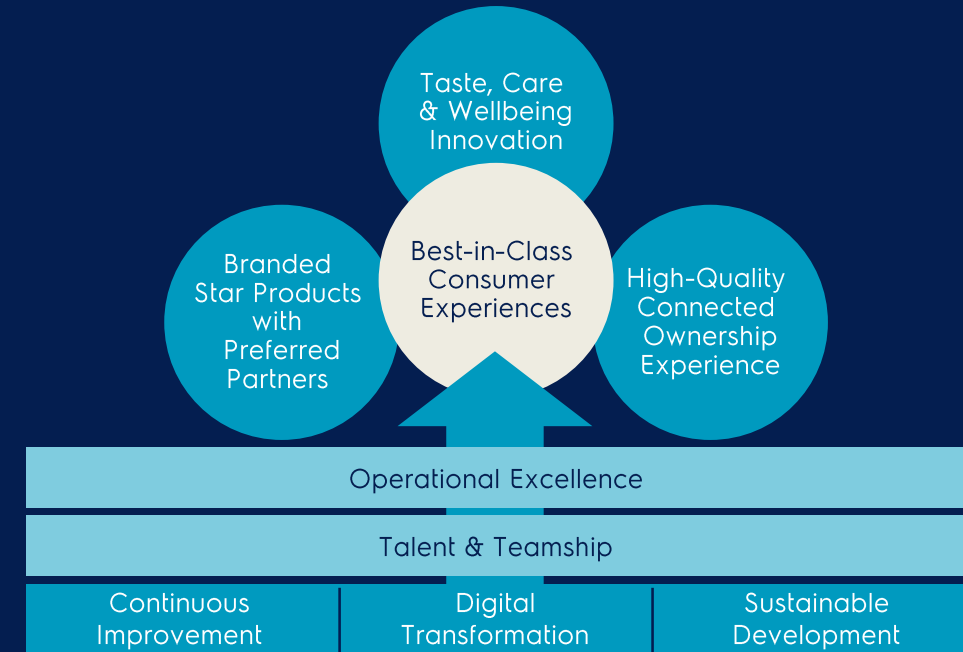 Taste, Care
& Wellbeing
Innovation
Best-in-Class
Consumer
Experiences
Branded
Star Products
with
Preferred
Partners
High-Quality
Connected
Ownership
Experience
Operational Excellence
Talent & Teamship
Continuous
Improvement
Digital
Transformation
Sustainable
Development